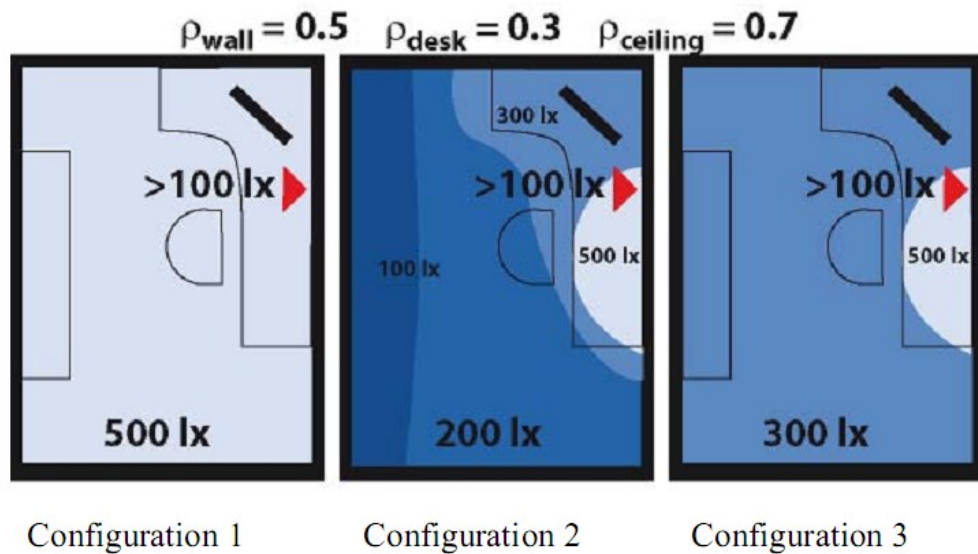 ρwall = 0.5 ρdesk = 0.3 ρceiling = 0.7
300 lx
>100 lx >100 lx >100 lx
100 lx 500 lx 500 lx
500 lx 200 lx 300 lx
Configuration 1 Configuration 2 Configuration 3